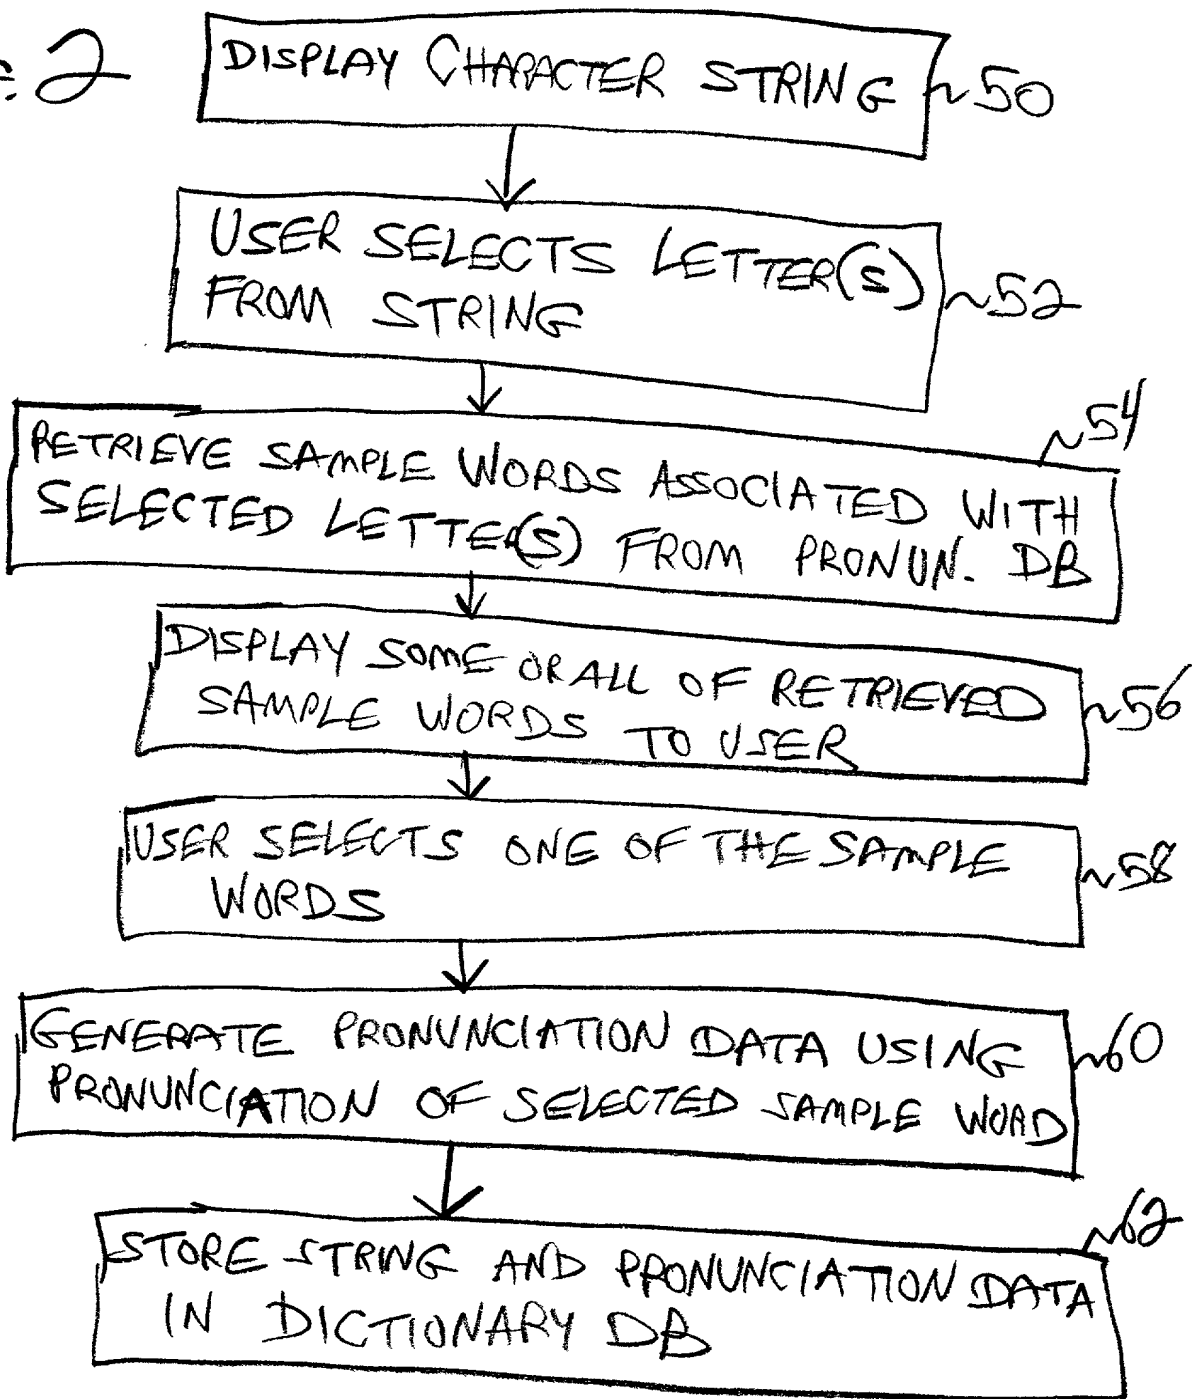 : 2
DISPLAY CHARACTER STRING ~50
USER SELECTS LETTER(S)
FROM STRING ~52
~54
RETRIEVE SAMPLE WORDS ASSOCIATED WITH
SELECTED LETTER(S) FROM PRONUN. DB
DISPLAY SOME OR ALL OF RETRIEVED
SAMPLE WORDS TO USER ~56
USER SELECTS ONE OF THE SAMPLE
WORDS ~58
GENERATE PRONUNCIATION DATA USING ~60
PRONUNCIATION OF SELECTED SAMPLE WORD
~62
STORE STRING AND PRONUNCIATION DATA
IN DICTIONARY DB